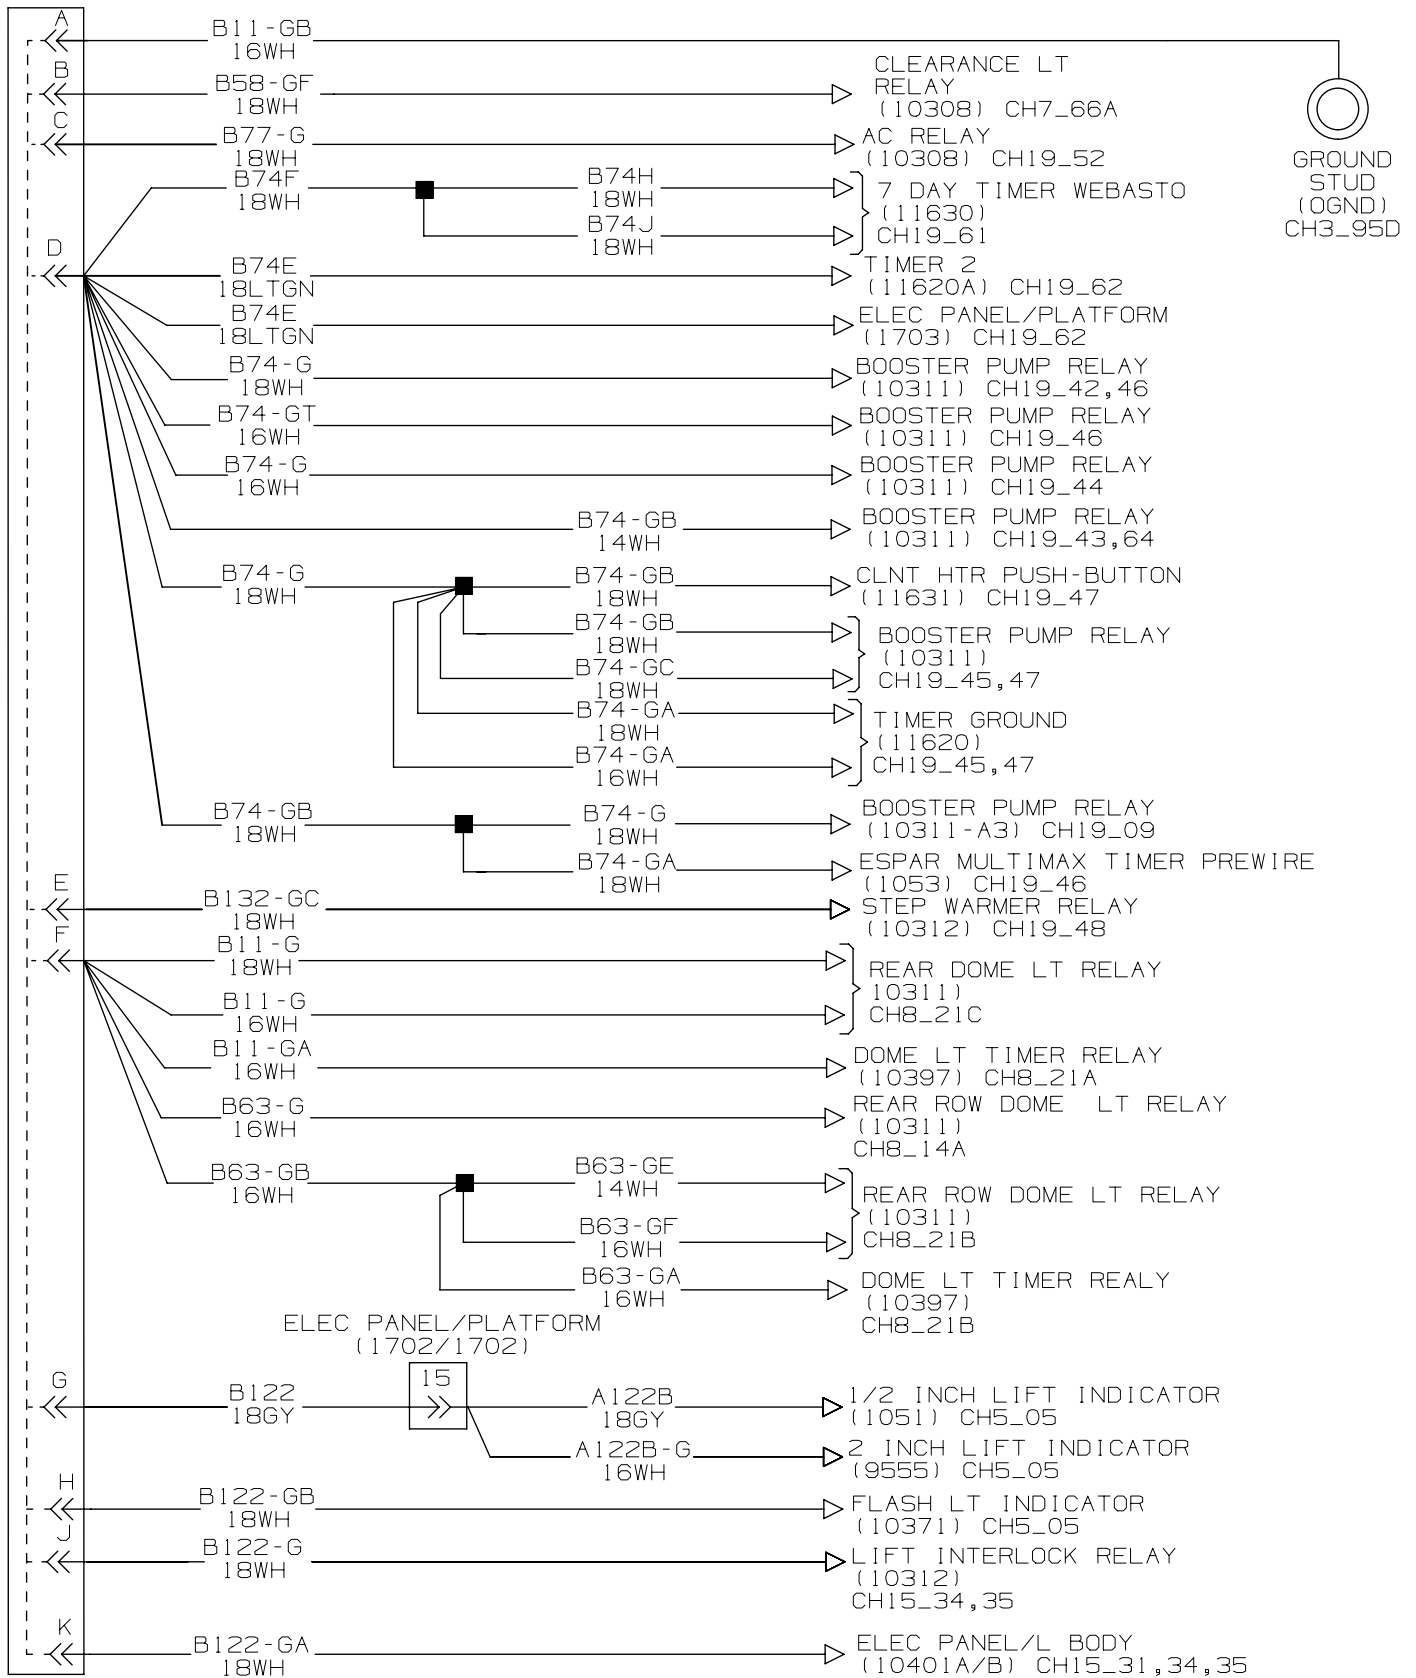 A
B11-GB
16WH
B
B58-GF
18WH
CLEARANCE LT
RELAY
(10308) CH7_66A
GROUND
STUD
(OGND)
CH3_95D
C
B77-G
18WH
AC RELAY
(10308) CH19_52
B74F
18WH
B74H
18WH
B74J
18WH
7 DAY TIMER WEBASTO
(11630)
CH19_61
D
B74E
18LTGN
TIMER 2
(11620A) CH19_62
B74E
18LTGN
ELEC PANEL/PLATFORM
(1703) CH19_62
B74-G
18WH
BOOSTER PUMP RELAY
(10311) CH19_42,46
B74-GT
16WH
BOOSTER PUMP RELAY
(10311) CH19_46
B74-G
16WH
BOOSTER PUMP RELAY
(10311) CH19_44
B74-GB
14WH
BOOSTER PUMP RELAY
(10311) CH19_43,64
B74-G
18WH
B74-GB
18WH
CLNT HTR PUSH-BUTTON
(11631) CH19_47
B74-GB
18WH
B74-GC
18WH
BOOSTER PUMP RELAY
(10311)
CH19_45,47
B74-GA
18WH
B74-GA
16WH
TIMER GROUND
(11620)
CH19_45,47
B74-GB
18WH
B74-G
18WH
BOOSTER PUMP RELAY
(10311-A3) CH19_09
B74-GA
18WH
ESPAR MULTIMAX TIMER PREWIRE
(1053) CH19_46
E
B132-GC
18WH
STEP WARMER RELAY
(10312) CH19_48
F
B11-G
18WH
B11-G
16WH
REAR DOME LT RELAY
10311)
CH8_21C
B11-GA
16WH
DOME LT TIMER RELAY
(10397) CH8_21A
B63-G
16WH
REAR ROW DOME LT RELAY
(10311)
CH8_14A
B63-GB
16WH
B63-GE
14WH
B63-GF
16WH
REAR ROW DOME LT RELAY
(10311)
CH8_21B
B63-GA
16WH
DOME LT TIMER REALY
(10397)
CH8_21B
ELEC PANEL/PLATFORM
(1702/1702)
15
G
B122
18GY
A122B
18GY
1/2 INCH LIFT INDICATOR
(1051) CH5_05
A122B-G
16WH
2 INCH LIFT INDICATOR
(9555) CH5_05
H
B122-GB
18WH
FLASH LT INDICATOR
(10371) CH5_05
J
B122-G
18WH
LIFT INTERLOCK RELAY
(10312)
CH15_34,35
K
B122-GA
18WH
ELEC PANEL/L BODY
(10401A/B) CH15_31,34,35